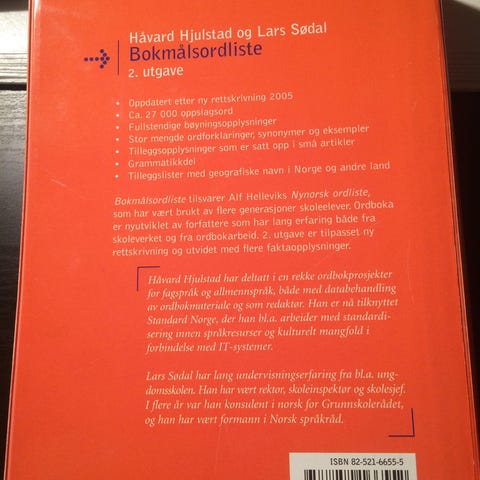 Håvard Hjulstad og Lars Sødal
Bokmålsordliste
2. utgave
• Oppdatert etter ny rettskrivning 2005
• Ca. 27 000 oppslagsord
• Fullstendige bøyningsopplysninger
• Stor mengde ordforklaringer, synonymer og eksempler
• Tilleggsopplysninger som er satt opp i små artikler
• Grammatikkdel
• Tilleggslister med geografiske navn i Norge og andre land
Bokmålsordliste tilsvarer Alf Helleviks Nynorsk ordliste,
som har vært brukt av flere generasjoner skoleelever. Ordboka
er nyutviklet av forfattere som har lang erfaring både fra
skoleverket og fra ordbokarbeid. 2. utgave er tilpasset ny
rettskrivning og utvidet med flere faktaopplysninger.
Håvard Hjulstad har deltatt i en rekke ordbokprosjekter
for fagspråk og allmennspråk, både med databehandling
av ordbokmateriale og som redaktør. Han er nå tilknyttet
Standard Norge, der han bl.a. arbeider med standardi-
sering innen språkresurser og kulturelt mangfold i
forbindelse med IT-systemer.
Lars Sødal har lang undervisningserfaring fra bl.a. ung-
domsskolen. Han har vært rektor, skoleinspektør og skolesjef.
I flere år var han konsulent i norsk for Grunnskolerådet,
og han har vært formann i Norsk språkråd.
ISBN 82-521-6655-5